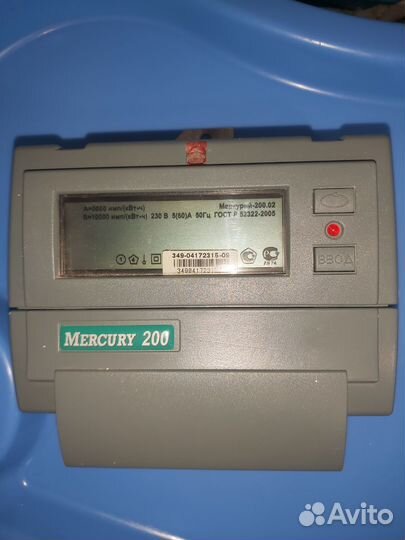 А=5000 имп/(кВт•ч) Меркурий-200.02
В=10000 имп/(кВт•ч) 230 В 5(60)А 50Гц ГОСТ Р 52322-2005
349-04172315-09
ВВОД
MERCURY 200
Avito